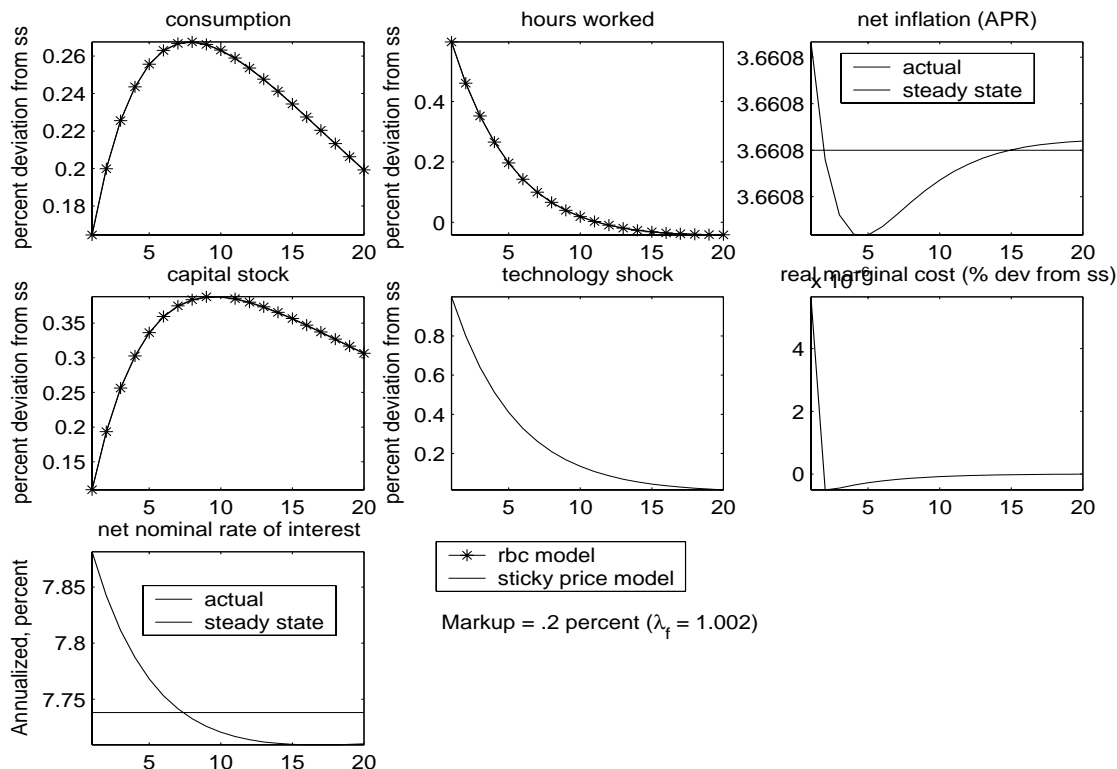 consumption
hours worked
net inflation (APR)
percent deviation from ss
0.26
0.24
0.22
0.2
0.18
5 10 15 20
percent deviation from ss
0.4
0.2
0
5 10 15 20
3.6608
3.6608
3.6608
3.6608
actual
steady state
5 10 15 20
capital stock
technology shock
real marginal cost (% dev from ss)
percent deviation from ss
0.35
0.3
0.25
0.2
0.15
5 10 15 20
percent deviation from ss
0.8
0.6
0.4
0.2
5 10 15 20
4
2
0
5 10 15 20
net nominal rate of interest
Annualized, percent
7.85
7.8
7.75
actual
steady state
5 10 15 20
rbc model
sticky price model
Markup = .2 percent (λ_f = 1.002)